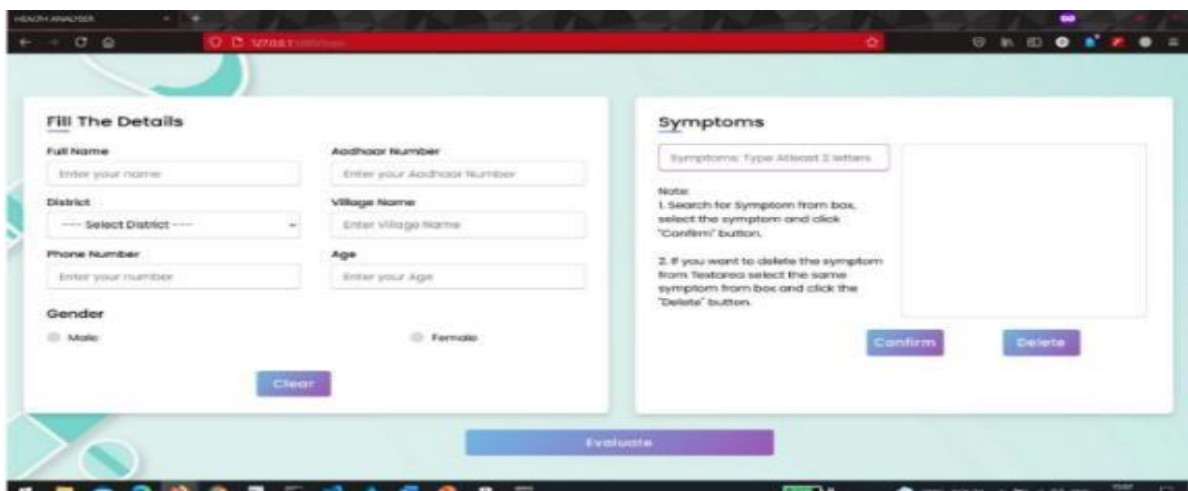 HEALTH ANALYSER
127.0.0.1
Fill The Details
Full Name
Aadhaar Number
Enter your name
Enter your Aadhaar Number
District
Village Name
--- Select District ---
Enter Village Name
Phone Number
Age
Enter your number
Enter your Age
Gender
Male
Female
Clear
Symptoms
Symptoms: Type Atleast 2 letters
Note:
1. Search for Symptom from box,
select the symptom and click
"Confirm" button.
2. If you want to delete the symptom
from Textarea select the same
symptom from box and click the
"Delete" button.
Confirm
Delete
Evaluate